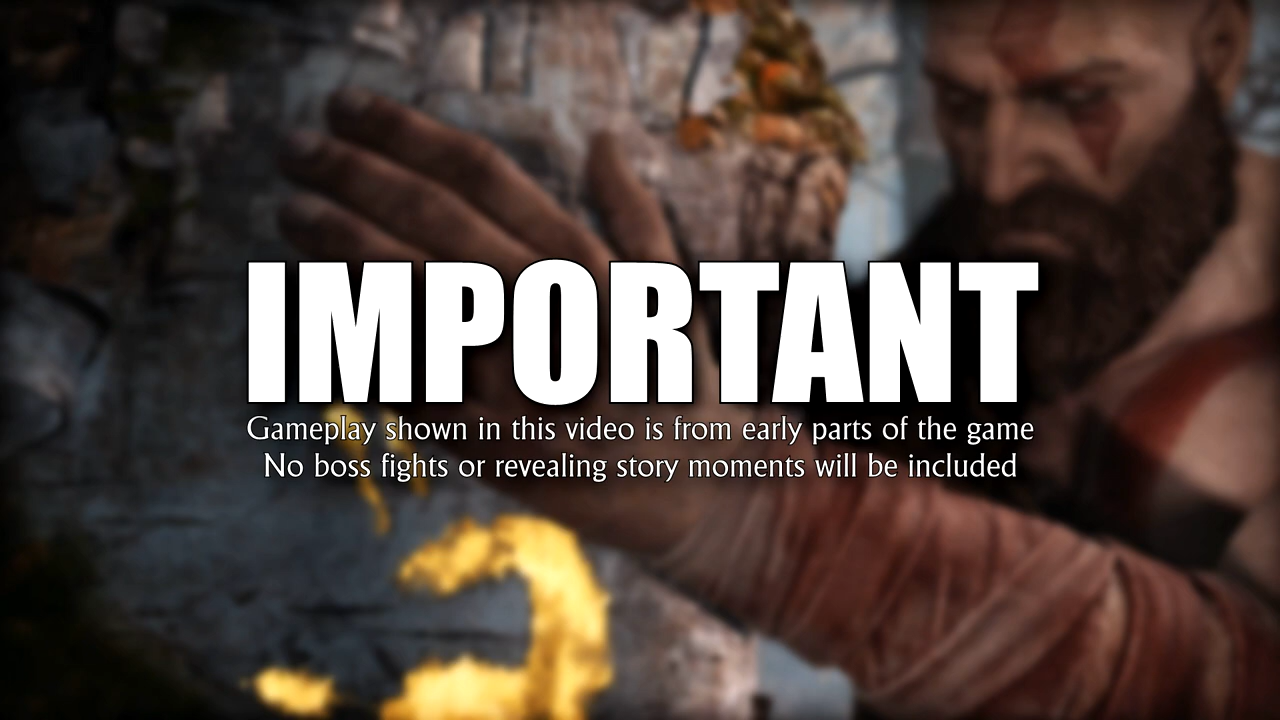 IMPORTANT
Gameplay shown in this video is from early parts of the game
No boss fights or revealing story moments will be included